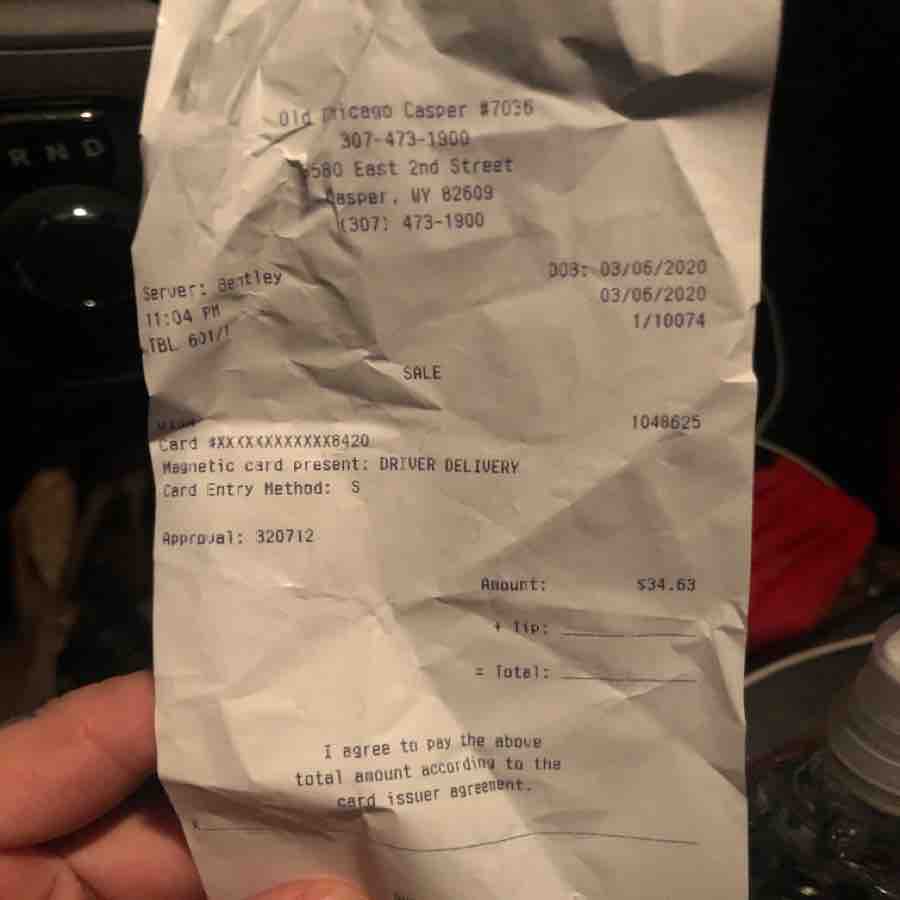 Old Chicago Casper #7036
307-473-1900
580 East 2nd Street
Casper, WY 82609
(307) 473-1900
Server: Bentley
DOB: 03/06/2020
11:04 PM
03/06/2020
TBL 601/1
1/10074
SALE
1048625
Card #XXXXXXXXXXXX8420
Magnetic card present: DRIVER DELIVERY
Card Entry Method: S
Approval: 320712
Amount: $34.63
+ Tip:
= Total:
I agree to pay the above
total amount according to the
card issuer agreement.
X
R N D